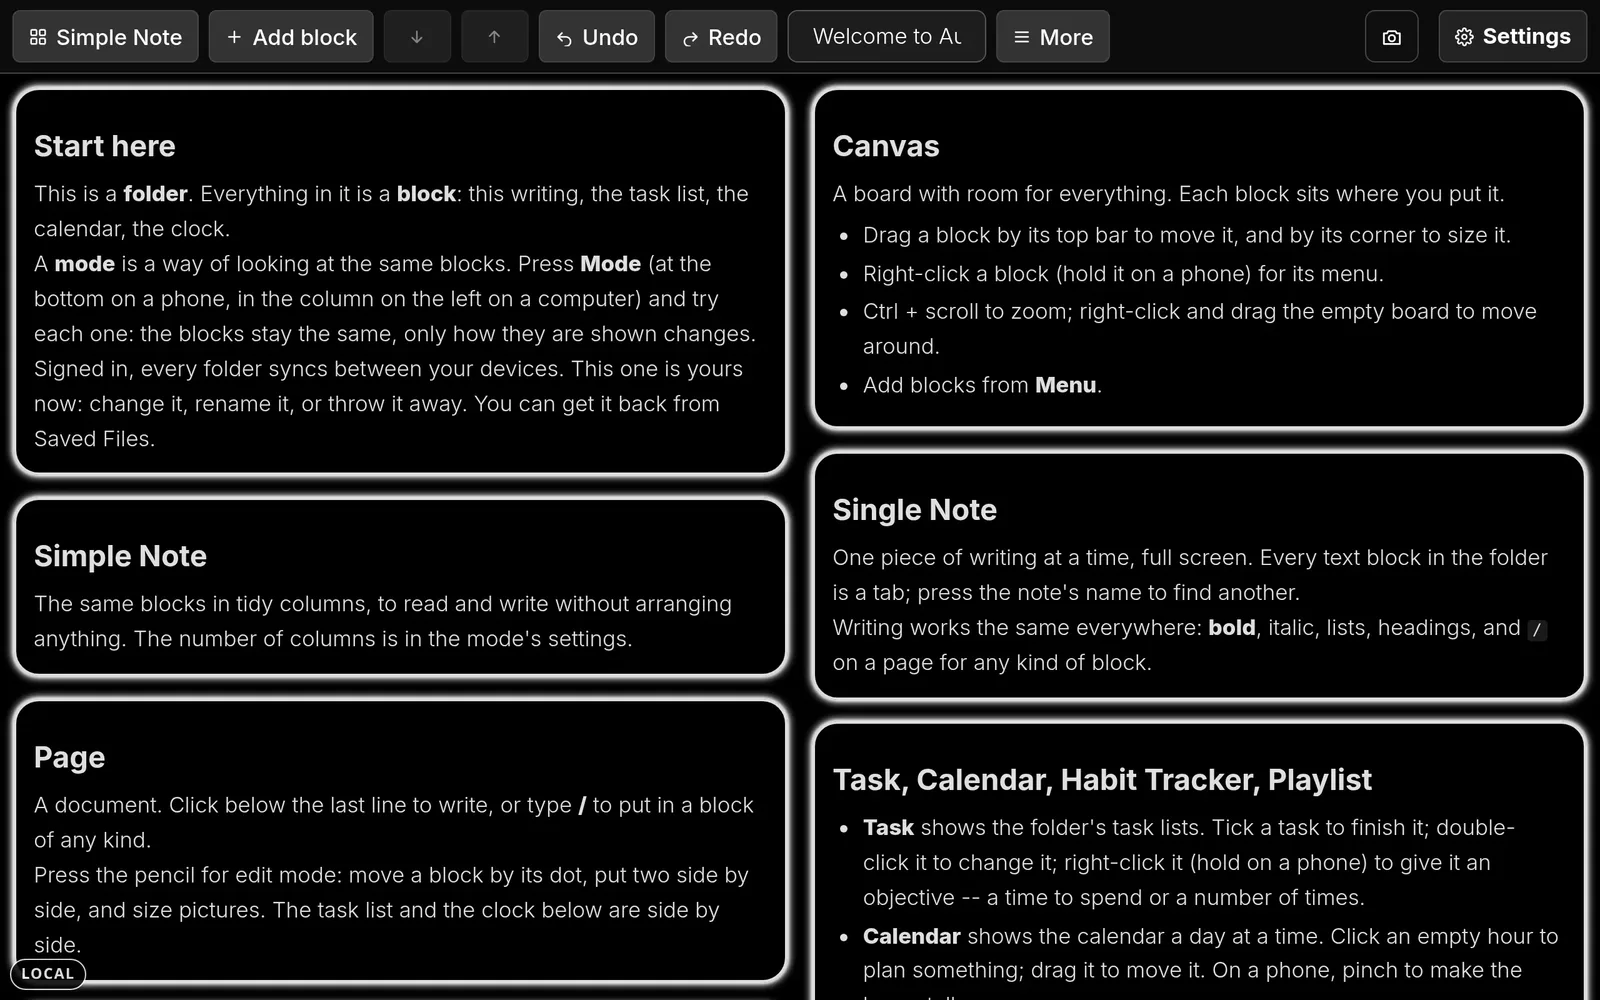 Simple Note
Add block
Undo
Redo
Welcome to Au
More
Settings
Start here
This is a folder. Everything in it is a block: this writing, the task list, the
calendar, the clock.
A mode is a way of looking at the same blocks. Press Mode (at the
bottom on a phone, in the column on the left on a computer) and try
each one: the blocks stay the same, only how they are shown changes.
Signed in, every folder syncs between your devices. This one is yours
now: change it, rename it, or throw it away. You can get it back from
Saved Files.
Simple Note
The same blocks in tidy columns, to read and write without arranging
anything. The number of columns is in the mode's settings.
Page
A document. Click below the last line to write, or type / to put in a block
of any kind.
Press the pencil for edit mode: move a block by its dot, put two side by
side, and size pictures. The task list and the clock below are side by
side.
LOCAL
Canvas
A board with room for everything. Each block sits where you put it.
• Drag a block by its top bar to move it, and by its corner to size it.
• Right-click a block (hold it on a phone) for its menu.
• Ctrl + scroll to zoom; right-click and drag the empty board to move
around.
• Add blocks from Menu.
Single Note
One piece of writing at a time, full screen. Every text block in the folder
is a tab; press the note's name to find another.
Writing works the same everywhere: bold, italic, lists, headings, and /
on a page for any kind of block.
Task, Calendar, Habit Tracker, Playlist
• Task shows the folder's task lists. Tick a task to finish it; double-
click it to change it; right-click it (hold on a phone) to give it an
objective -- a time to spend or a number of times.
• Calendar shows the calendar a day at a time. Click an empty hour to
plan something; drag it to move it. On a phone, pinch to make the